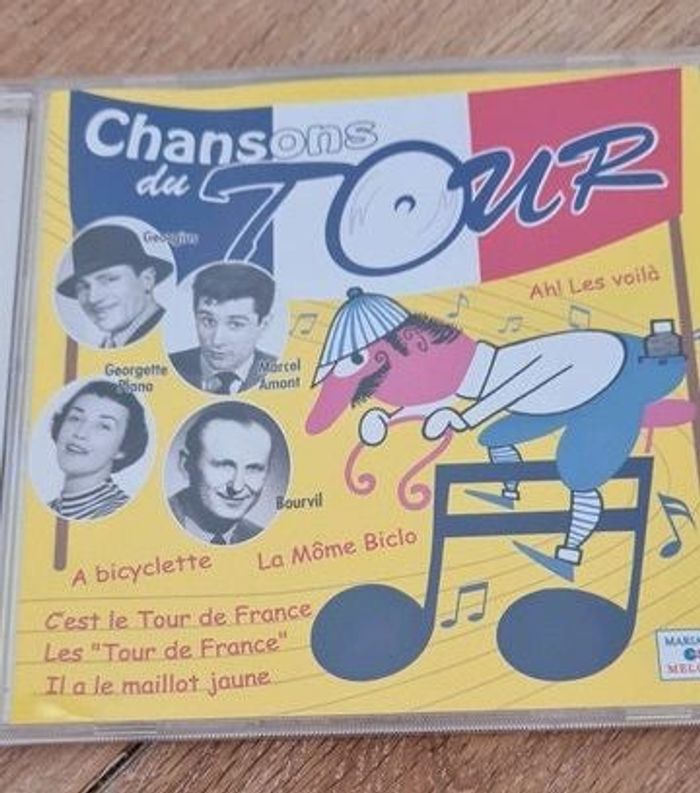 Chansons
du TOUR
Georgius
Ah! Les voilà
Georgette
Plana
Marcel
Amont
Bourvil
A bicyclette
La Môme Biclo
C'est le Tour de France
Les "Tour de France"
Il a le maillot jaune